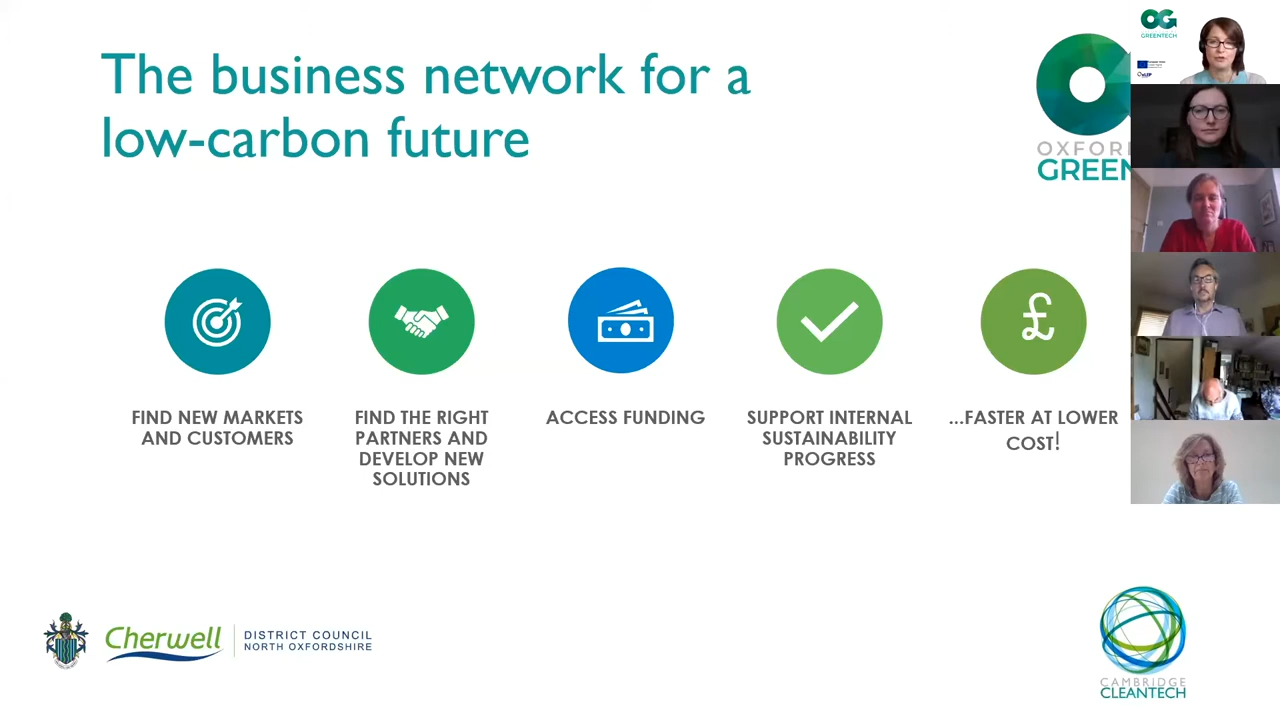 The business network for a
low-carbon future
OXFOR
GREEN
OG
GREENTECH
FIND NEW MARKETS
AND CUSTOMERS
FIND THE RIGHT
PARTNERS AND
DEVELOP NEW
SOLUTIONS
ACCESS FUNDING
SUPPORT INTERNAL
SUSTAINABILITY
PROGRESS
...FASTER AT LOWER
COST!
Cherwell
DISTRICT COUNCIL
NORTH OXFORDSHIRE
CAMBRIDGE
CLEANTECH